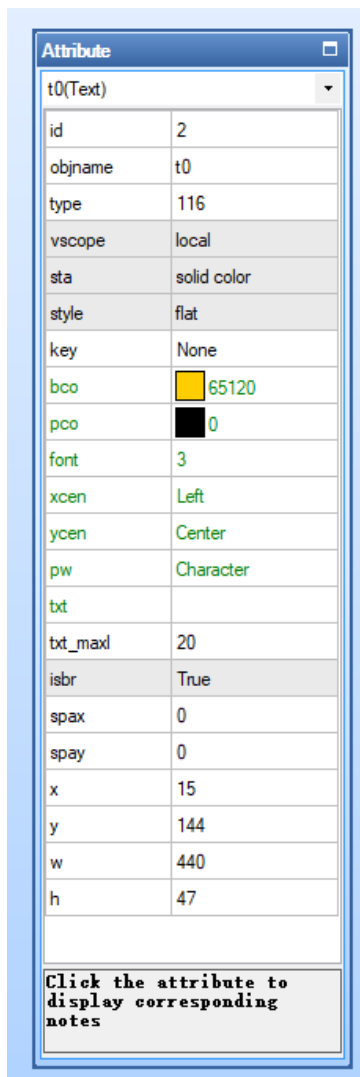 Attribute
t0(Text)
id 2
objname t0
type 116
vscope local
sta solid color
style flat
key None
bco 65120
pco 0
font 3
xcen Left
ycen Center
pw Character
txt
txt_maxl 20
isbr True
spax 0
spay 0
x 15
y 144
w 440
h 47
Click the attribute to
display corresponding
notes